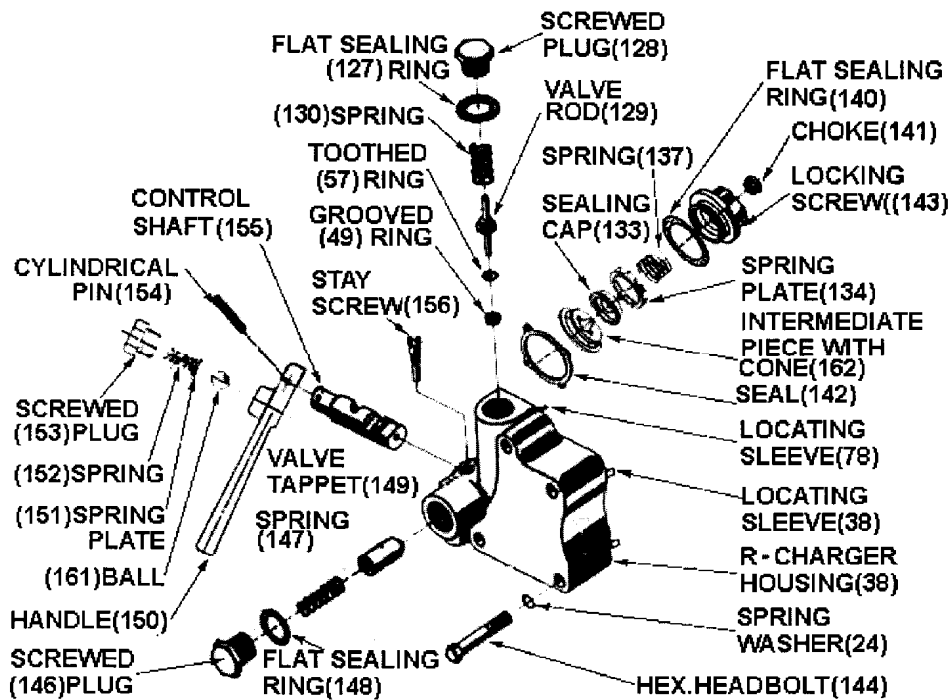 SCREWED
PLUG(128)
FLAT SEALING
(127) RING
FLAT SEALING
RING(140)
VALVE
ROD(129)
(130)SPRING
CHOKE(141)
SPRING(137)
TOOTHED
(57) RING
LOCKING
SCREW((143)
CONTROL
SHAFT(155)
GROOVED
(49) RING
SEALING
CAP(133)
CYLINDRICAL
PIN(154)
STAY
SCREW(156)
SPRING
PLATE(134)
INTERMEDIATE
PIECE WITH
CONE(162)
SEAL(142)
SCREWED
(153)PLUG
LOCATING
SLEEVE(78)
(152)SPRING
VALVE
TAPPET(149)
LOCATING
SLEEVE(38)
(151)SPRING
PLATE
SPRING
(147)
(161)BALL
R-CHARGER
HOUSING(38)
HANDLE(150)
SPRING
WASHER(24)
SCREWED
(146)PLUG
FLAT SEALING
RING(148)
HEX.HEADBOLT(144)